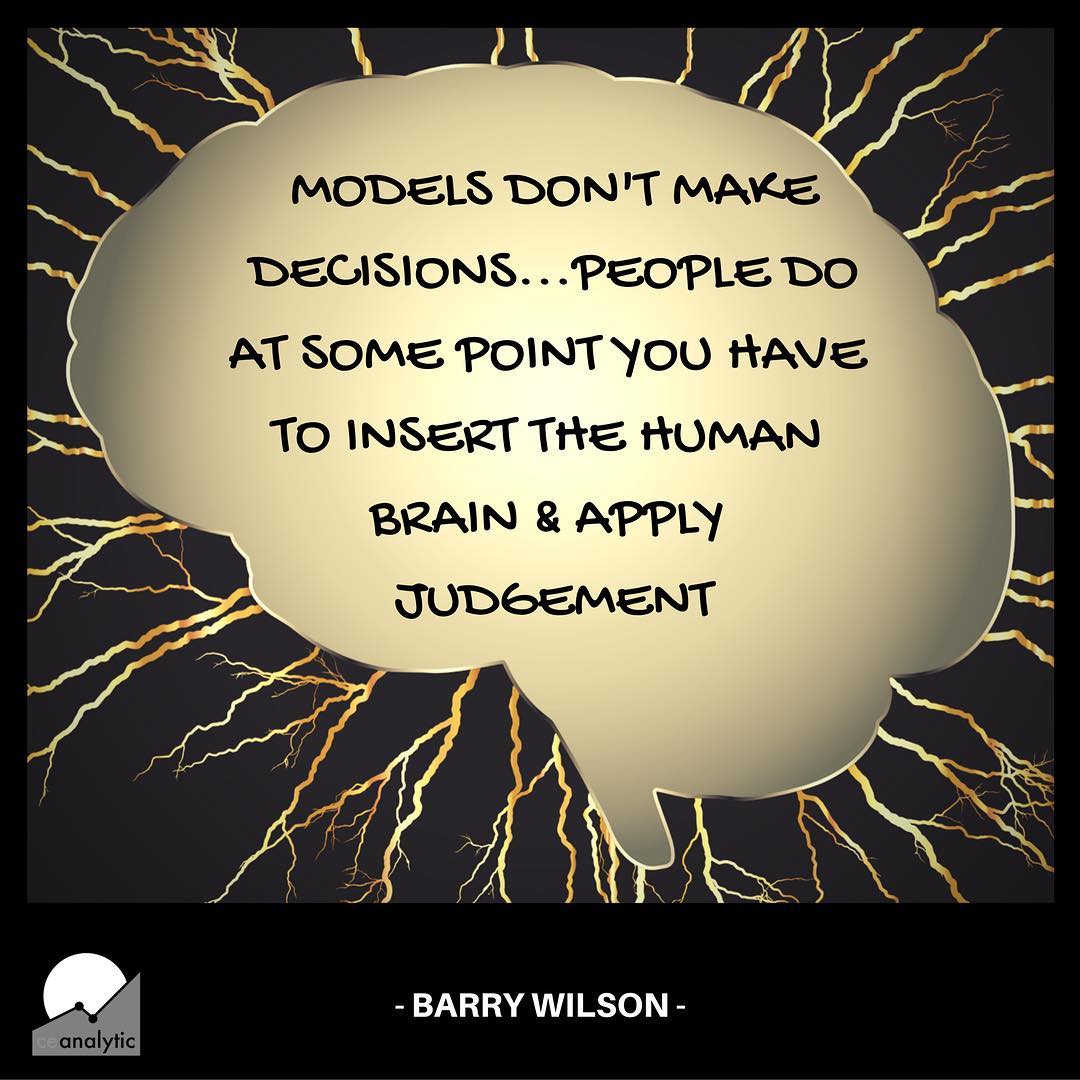 MODELS DON'T MAKE
DECISIONS...PEOPLE DO
AT SOME POINT YOU HAVE
TO INSERT THE HUMAN
BRAIN & APPLY
JUDGEMENT
ceanalytic
- BARRY WILSON -